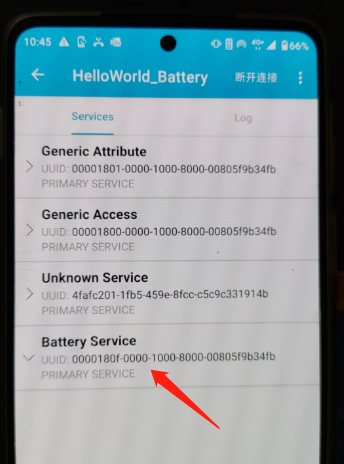 10:45 4G+ 66%
HelloWorld_Battery 断开连接
Services Log
Generic Attribute
UUID: 00001801-0000-1000-8000-00805f9b34fb
PRIMARY SERVICE
Generic Access
UUID: 00001800-0000-1000-8000-00805f9b34fb
PRIMARY SERVICE
Unknown Service
UUID: 4fafc201-1fb5-459e-8fcc-c5c9c331914b
PRIMARY SERVICE
Battery Service
UUID: 0000180f-0000-1000-8000-00805f9b34fb
PRIMARY SERVICE